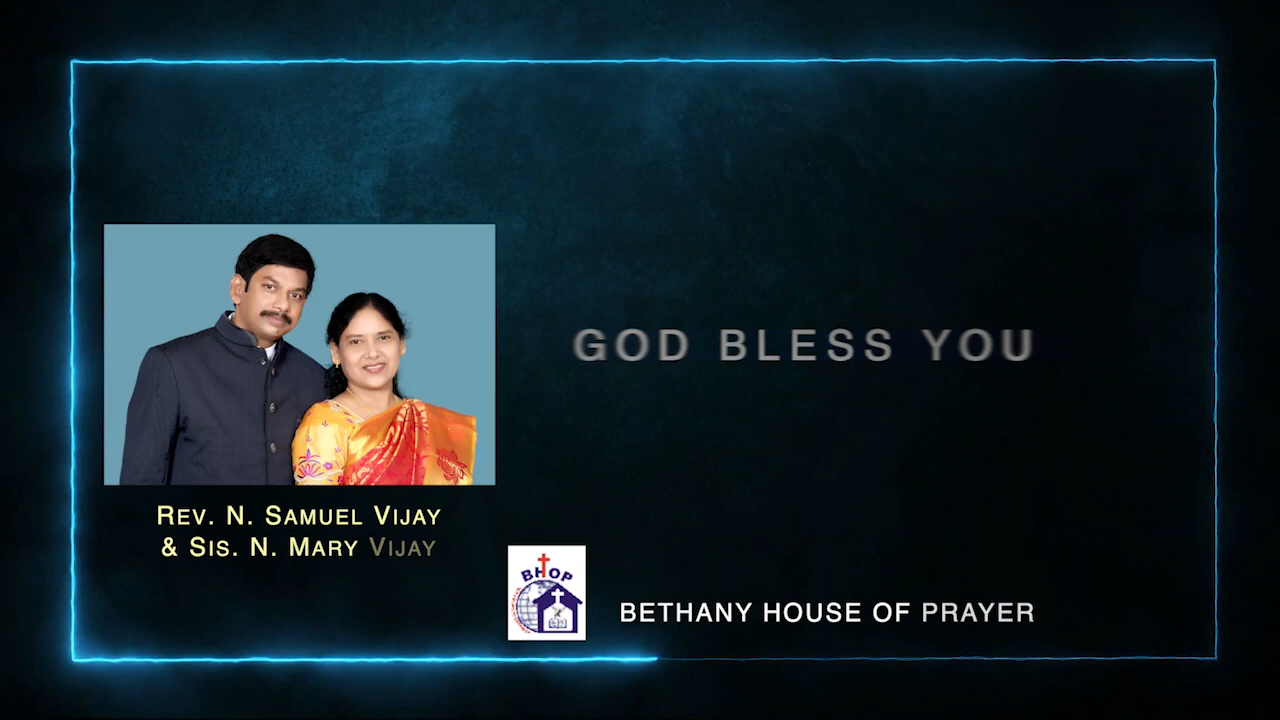 GOD BLESS YOU
REV. N. SAMUEL VIJAY
& SIS. N. MARY VIJAY
BHOP
BETHANY HOUSE OF PRAYER